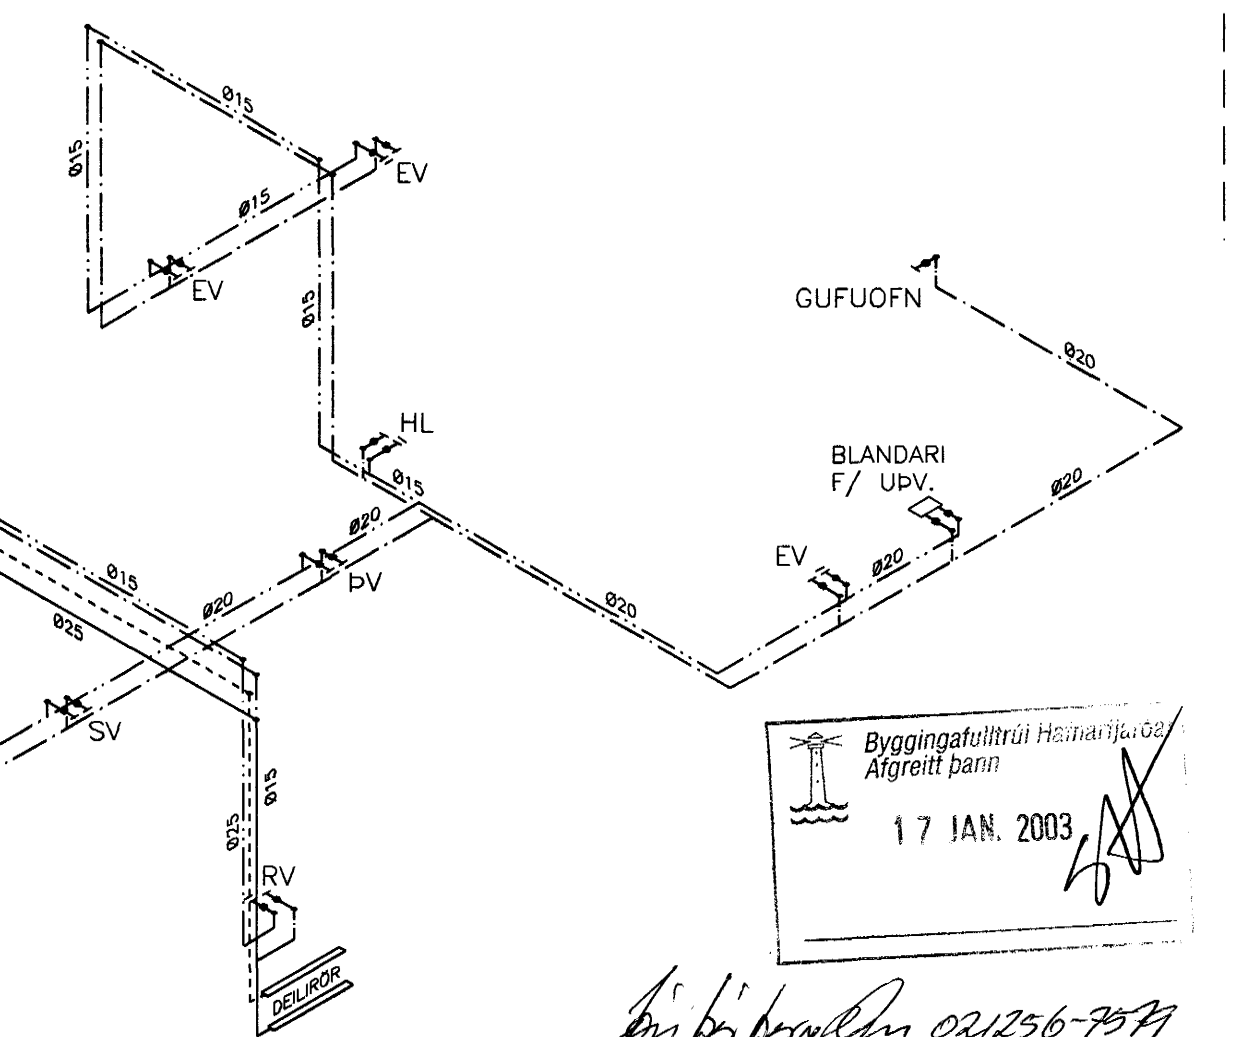 Ø15
Ø15
EV
Ø15
EV
Ø15
GUFUOFN
Ø20
HL
Ø15
BLANDARI
F/ UÞV.
Ø20
Ø20
EV
Ø20
ÞV
Ø15
Ø20
Ø20
Ø25
SV
Ø15
Ø25
RV
DEILIRÖR
Byggingafulltrúi Hafnarfjarðar
Afgreitt þann
17 JAN. 2003
021256-7579